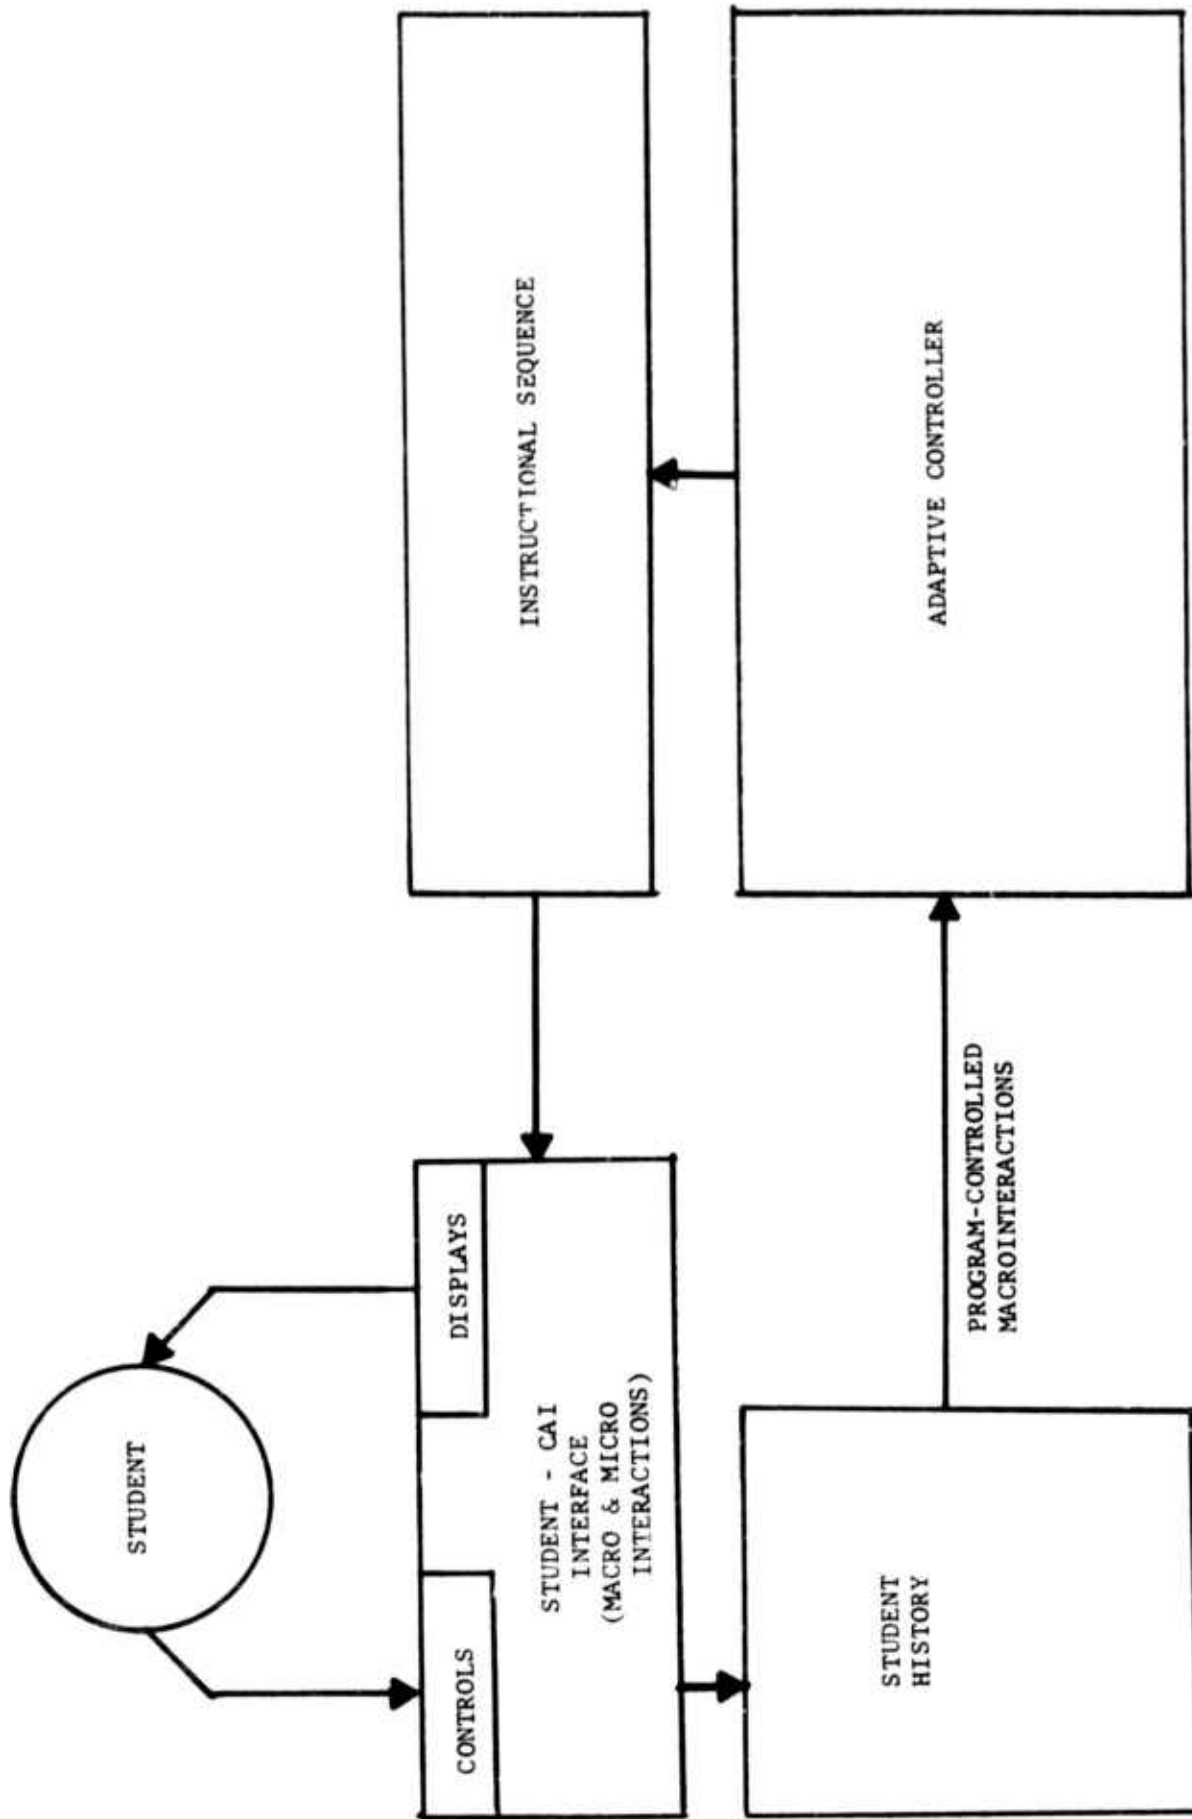 STUDENT
CONTROLS
DISPLAYS
STUDENT - CAI
INTERFACE
(MACRO & MICRO
INTERACTIONS)
INSTRUCTIONAL SEQUENCE
STUDENT
HISTORY
PROGRAM-CONTROLLED
MACROINTERACTIONS
ADAPTIVE CONTROLLER